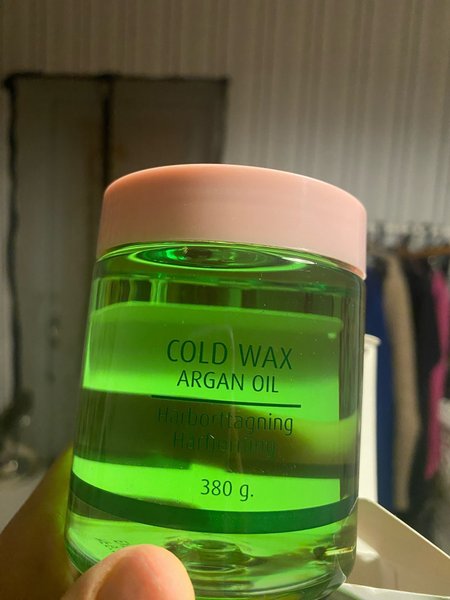 COLD WAX
ARGAN OIL
Hårborttagning
Hårfjerning
380 g.